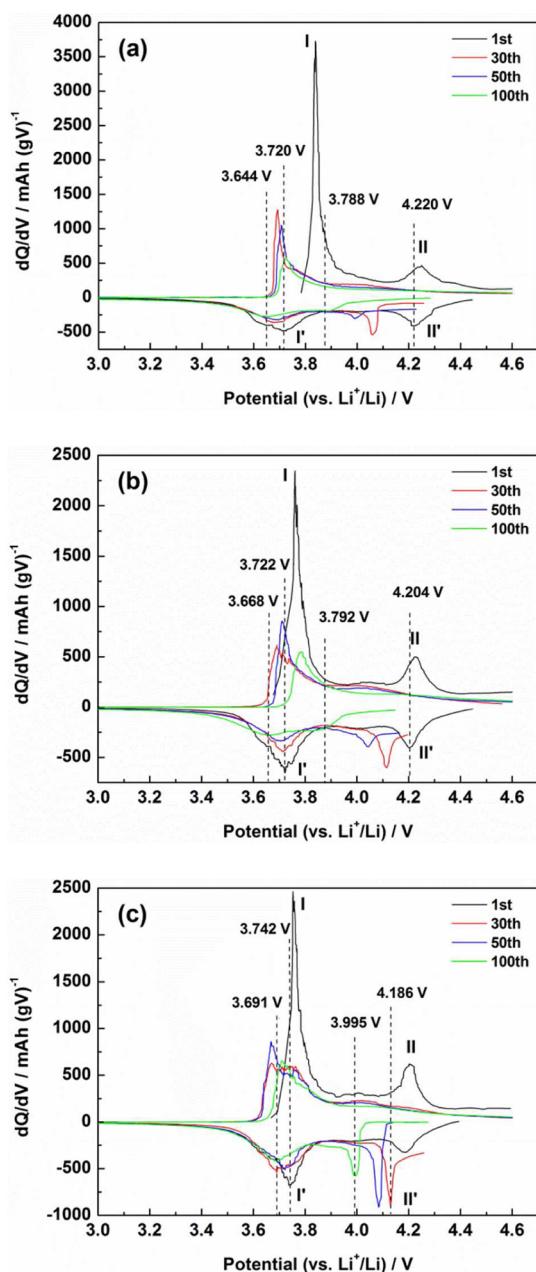 (a)
I
1st
30th
50th
100th
3.720 V
3.644 V
3.788 V
4.220 V
II
I'
II'
4000
3500
3000
2500
2000
1500
1000
500
0
-500
dQ/dV / mAh (gV)⁻¹
3.0 3.2 3.4 3.6 3.8 4.0 4.2 4.4 4.6
Potential (vs. Li⁺/Li) / V
(b)
I
1st
30th
50th
100th
3.722 V
3.668 V
3.792 V
4.204 V
II
I'
II'
2500
2000
1500
1000
500
0
-500
dQ/dV / mAh (gV)⁻¹
3.0 3.2 3.4 3.6 3.8 4.0 4.2 4.4 4.6
Potential (vs. Li⁺/Li) / V
(c)
I
1st
30th
50th
100th
3.742 V
3.691 V
3.995 V
4.186 V
II
I'
II'
2500
2000
1500
1000
500
0
-500
-1000
dQ/dV / mAh (gV)⁻¹
3.0 3.2 3.4 3.6 3.8 4.0 4.2 4.4 4.6
Potential (vs. Li⁺/Li) / V